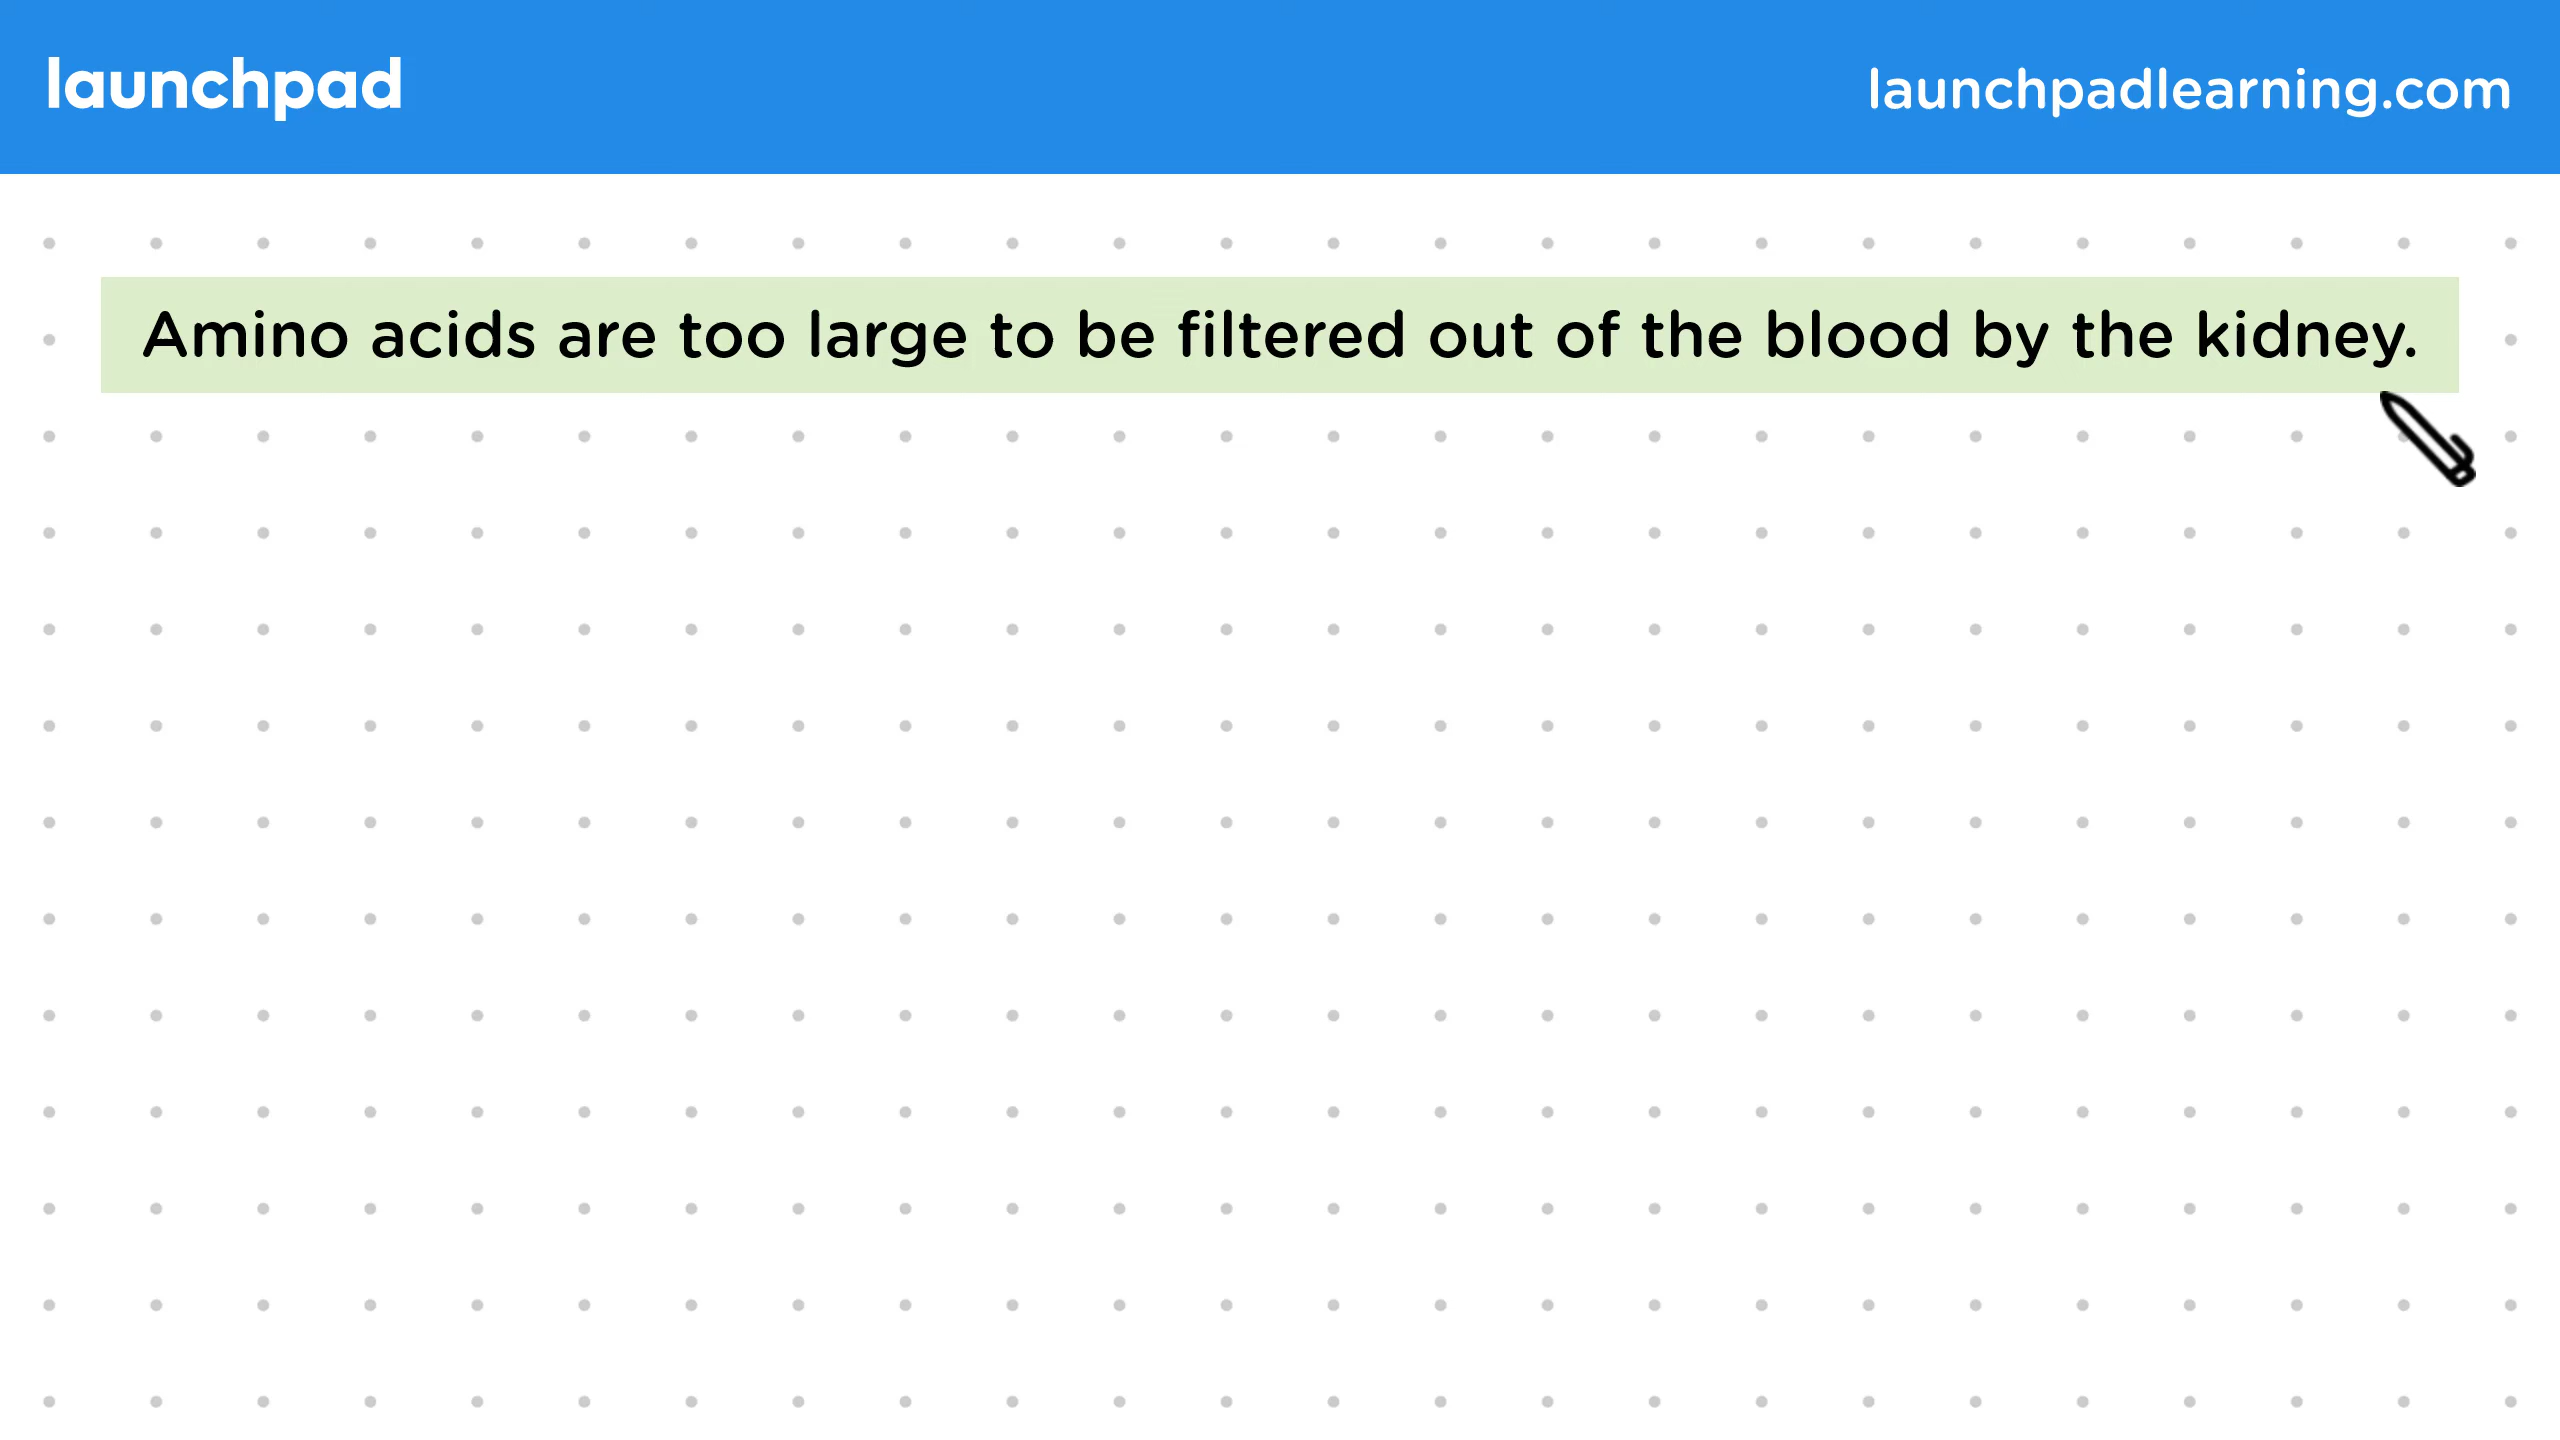 launchpad
launchpadlearning.com
Amino acids are too large to be filtered out of the blood by the kidney.